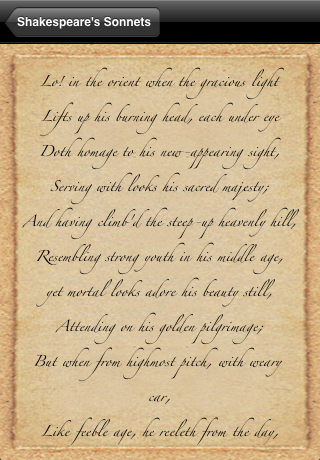 Shakespeare's Sonnets
Lo! in the orient when the gracious light
Lifts up his burning head, each under eye
Doth homage to his new-appearing sight,
Serving with looks his sacred majesty;
And having climb'd the steep-up heavenly hill,
Resembling strong youth in his middle age,
yet mortal looks adore his beauty still,
Attending on his golden pilgrimage;
But when from highmost pitch, with weary
car,
Like feeble age, he reeleth from the day,